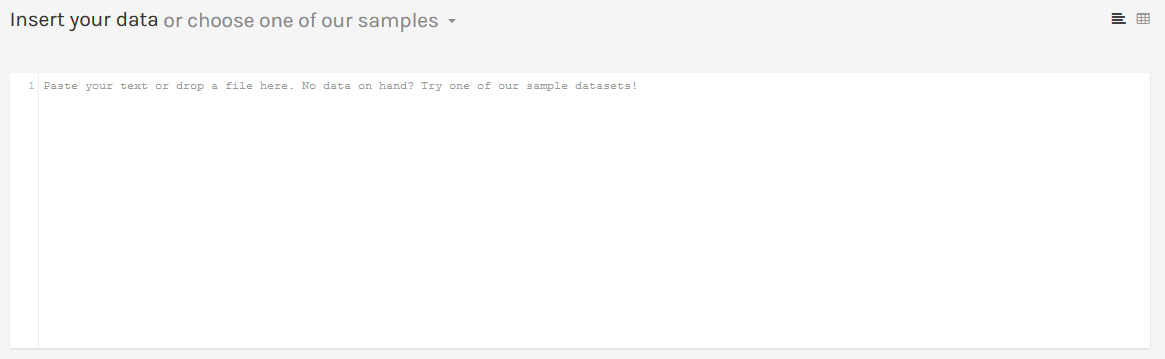 Insert your data or choose one of our samples
1 Paste your text or drop a file here. No data on hand? Try one of our sample datasets!